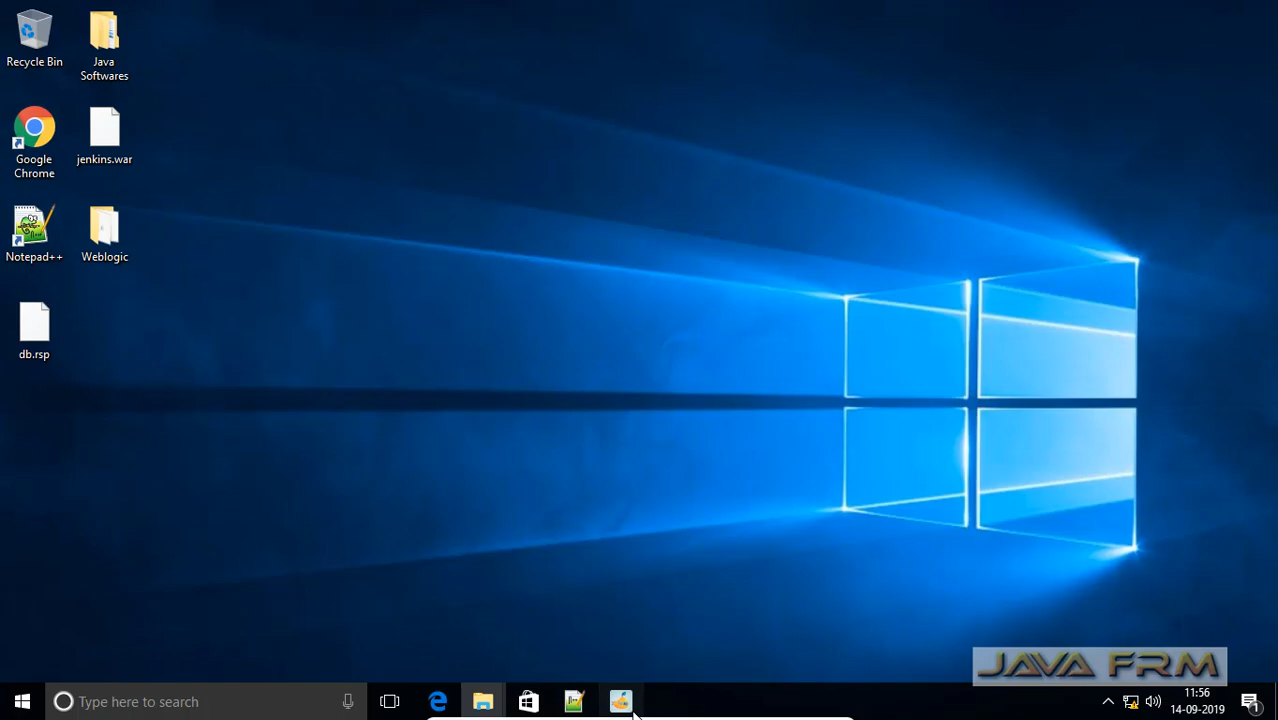 Recycle Bin
Java
Softwares
Google
Chrome
jenkins.war
Notepad++
Weblogic
db.rsp
JAVA FRM
Type here to search
11:56
14-09-2019
1